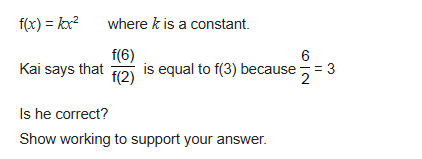 f(x) = kx² where k is a constant.
Kai says that f(6)/f(2) is equal to f(3) because 6/2 = 3
Is he correct?
Show working to support your answer.